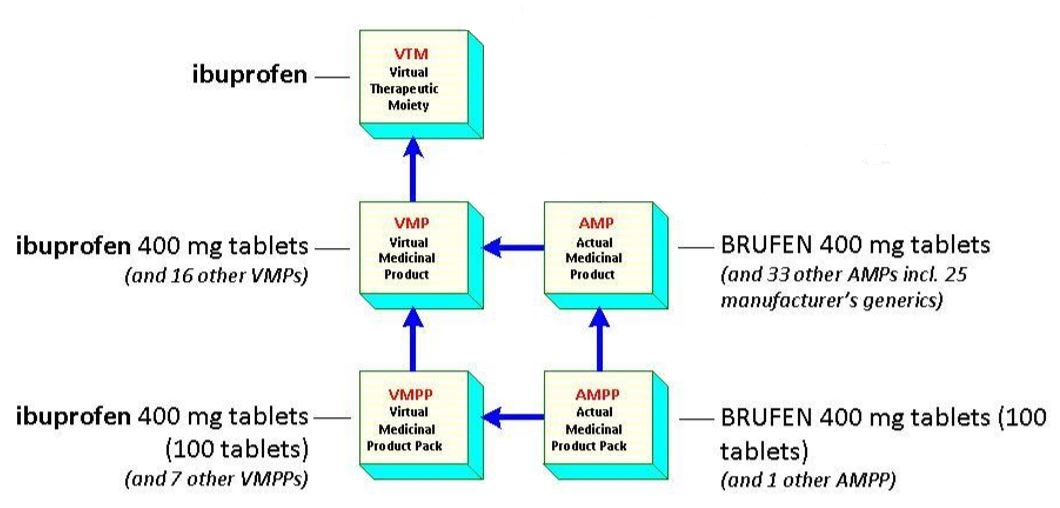 ibuprofen
VTM
Virtual
Therapeutic
Moiety
ibuprofen 400 mg tablets
(and 16 other VMPs)
VMP
Virtual
Medicinal
Product
AMP
Actual
Medicinal
Product
BRUFEN 400 mg tablets
(and 33 other AMPs incl. 25
manufacturer's generics)
ibuprofen 400 mg tablets
(100 tablets)
(and 7 other VMPPs)
VMPP
Virtual
Medicinal
Product Pack
AMPP
Actual
Medicinal
Product Pack
BRUFEN 400 mg tablets (100
tablets)
(and 1 other AMPP)